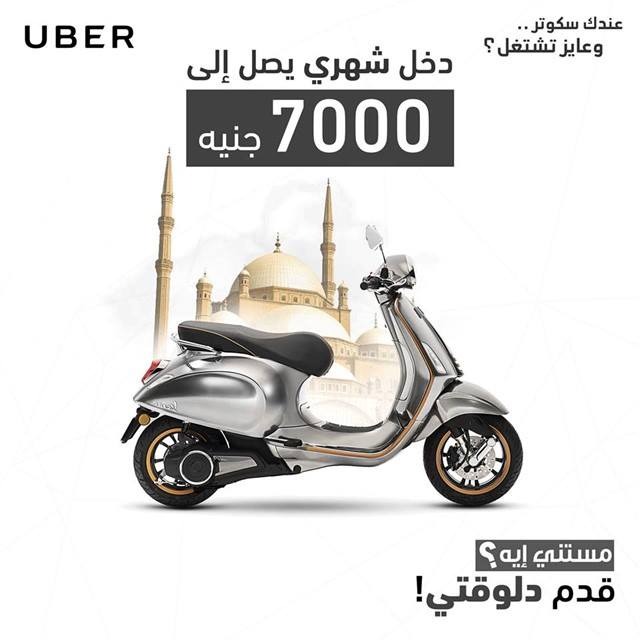 UBER
عندك سكوتر ..
وعايز تشتغل؟
دخل شهري يصل إلى
7000 جنيه
مستني إيه؟
قدم دلوقتي!